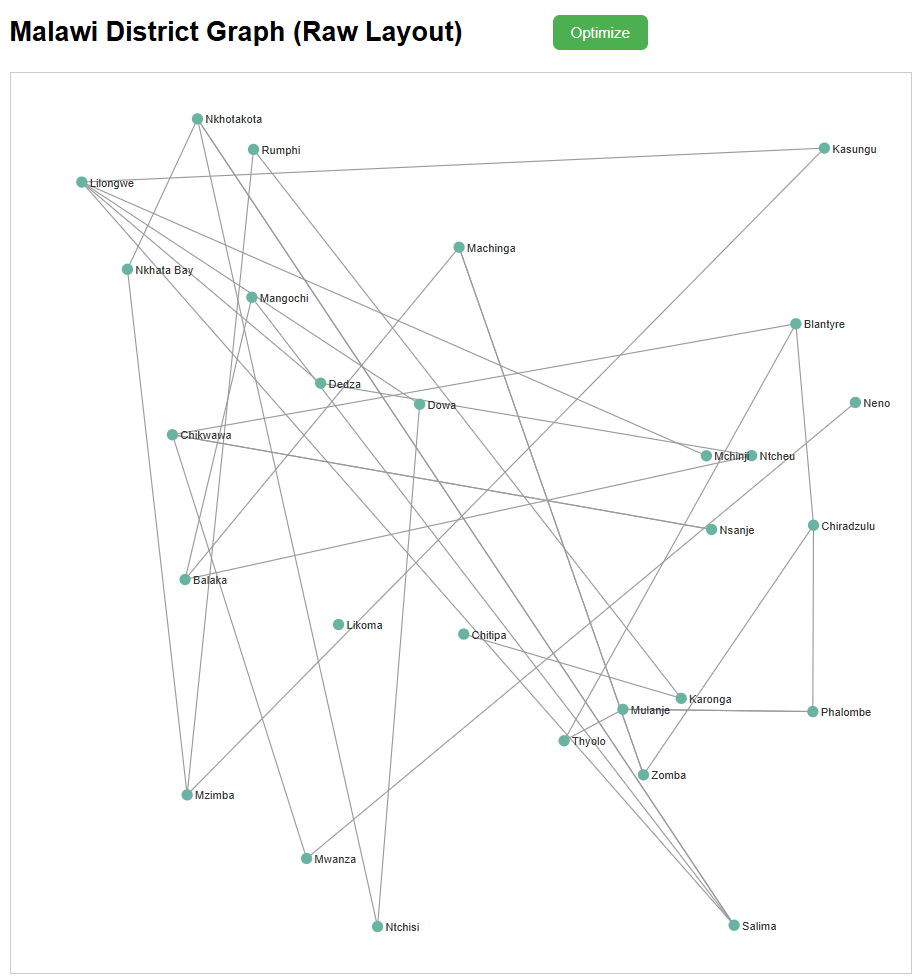 Malawi District Graph (Raw Layout)
Optimize
Nkhotakota
Rumphi
Kasungu
Lilongwe
Machinga
Nkhata Bay
Mangochi
Blantyre
Dedza
Dowa
Neno
Chikwawa
Mchinji
Ntcheu
Nsanje
Chiradzulu
Balaka
Likoma
Chitipa
Karonga
Mulanje
Phalombe
Thyolo
Zomba
Mzimba
Mwanza
Ntchisi
Salima